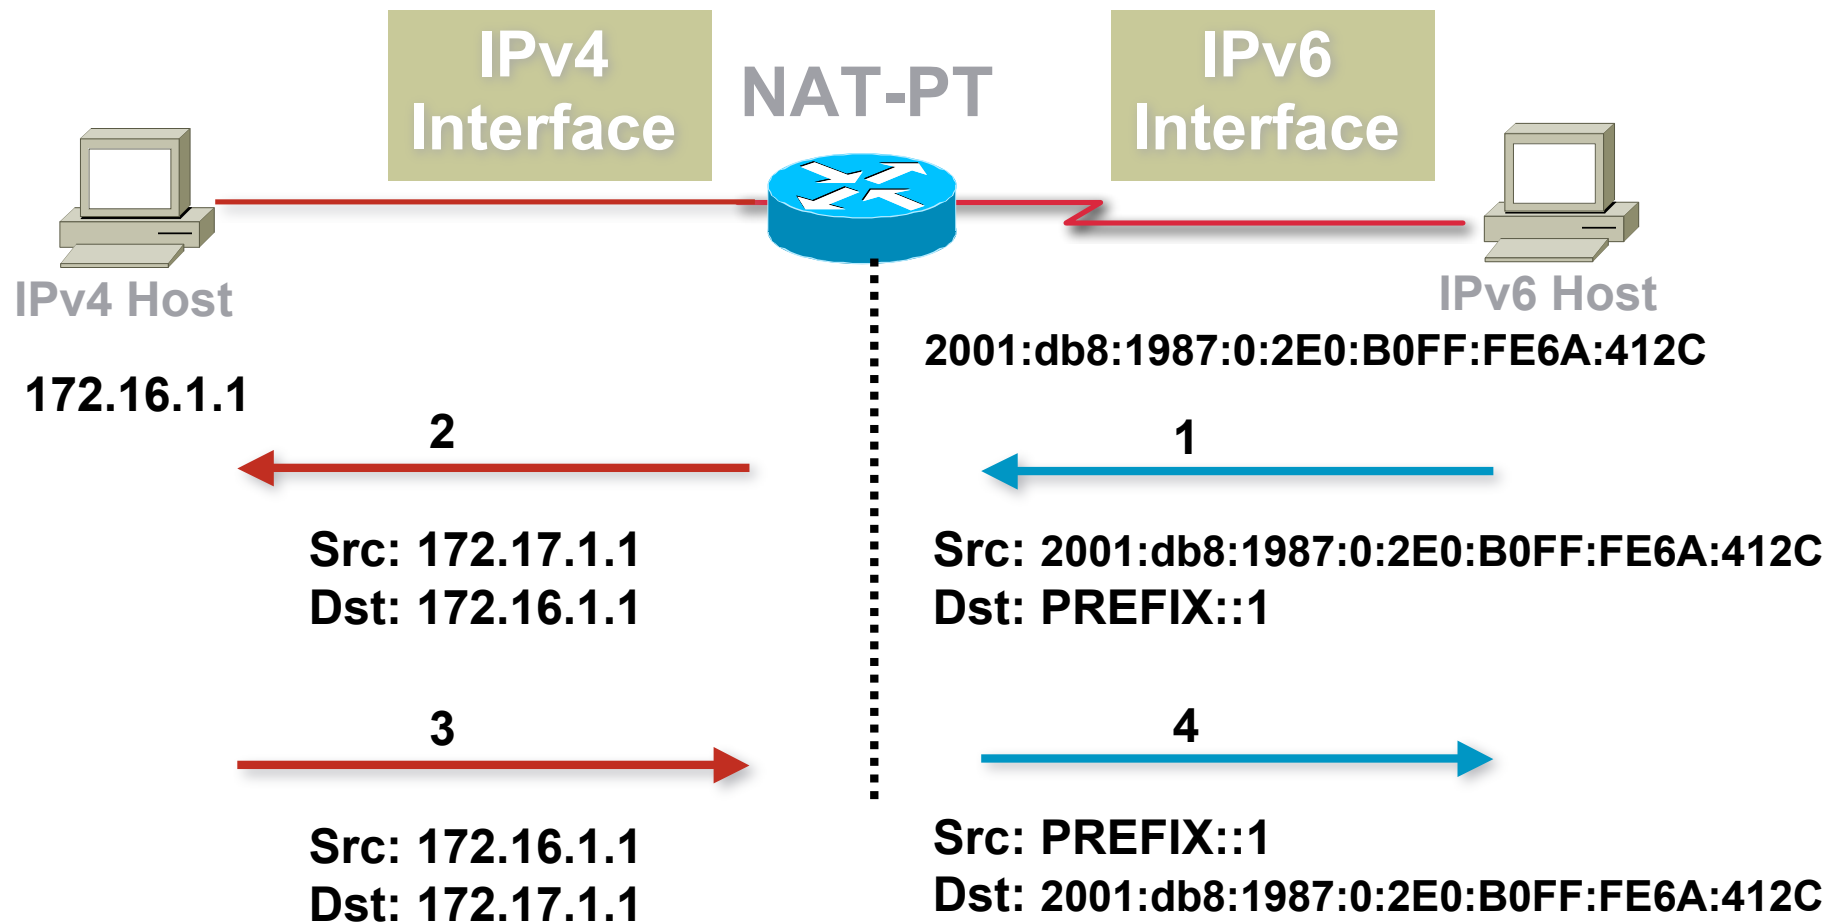 IPv4
Interface
NAT-PT
IPv6
Interface
IPv4 Host
IPv6 Host
172.16.1.1
2001:db8:1987:0:2E0:B0FF:FE6A:412C
2
Src: 172.17.1.1
Dst: 172.16.1.1
1
Src: 2001:db8:1987:0:2E0:B0FF:FE6A:412C
Dst: PREFIX::1
3
Src: 172.16.1.1
Dst: 172.17.1.1
4
Src: PREFIX::1
Dst: 2001:db8:1987:0:2E0:B0FF:FE6A:412C